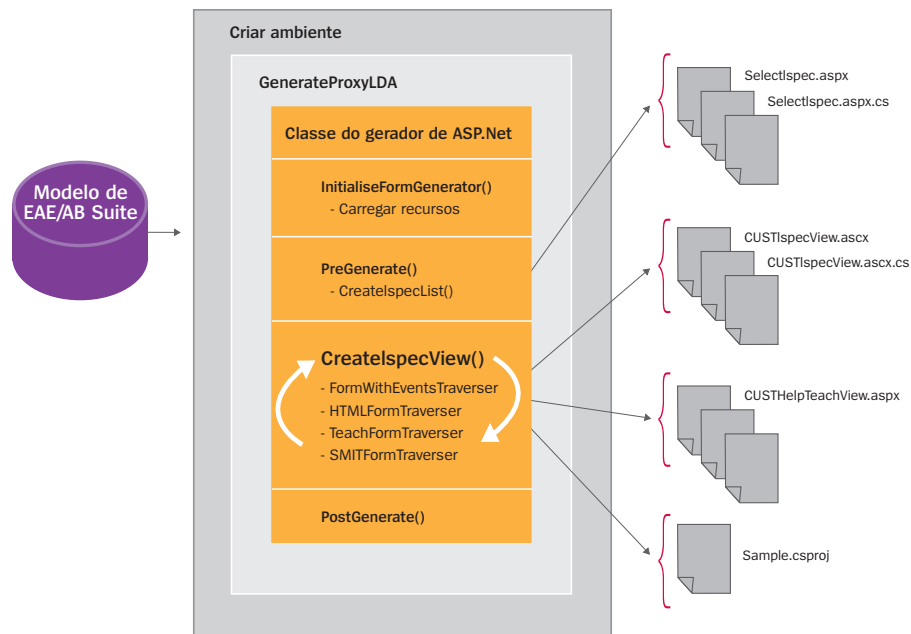 Criar ambiente
GenerateProxyLDA
Classe do gerador de ASP.Net
InitialiseFormGenerator()
- Carregar recursos
PreGenerate()
- CreateIspecList()
CreateIspecView()
- FormWithEventsTraverser
- HTMLFormTraverser
- TeachFormTraverser
- SMITFormTraverser
PostGenerate()
Modelo de
EAE/AB Suite
SelectIspec.aspx
SelectIspec.aspx.cs
CUSTIspecView.ascx
CUSTIspecView.ascx.cs
CUSTHelpTeachView.aspx
Sample.csproj